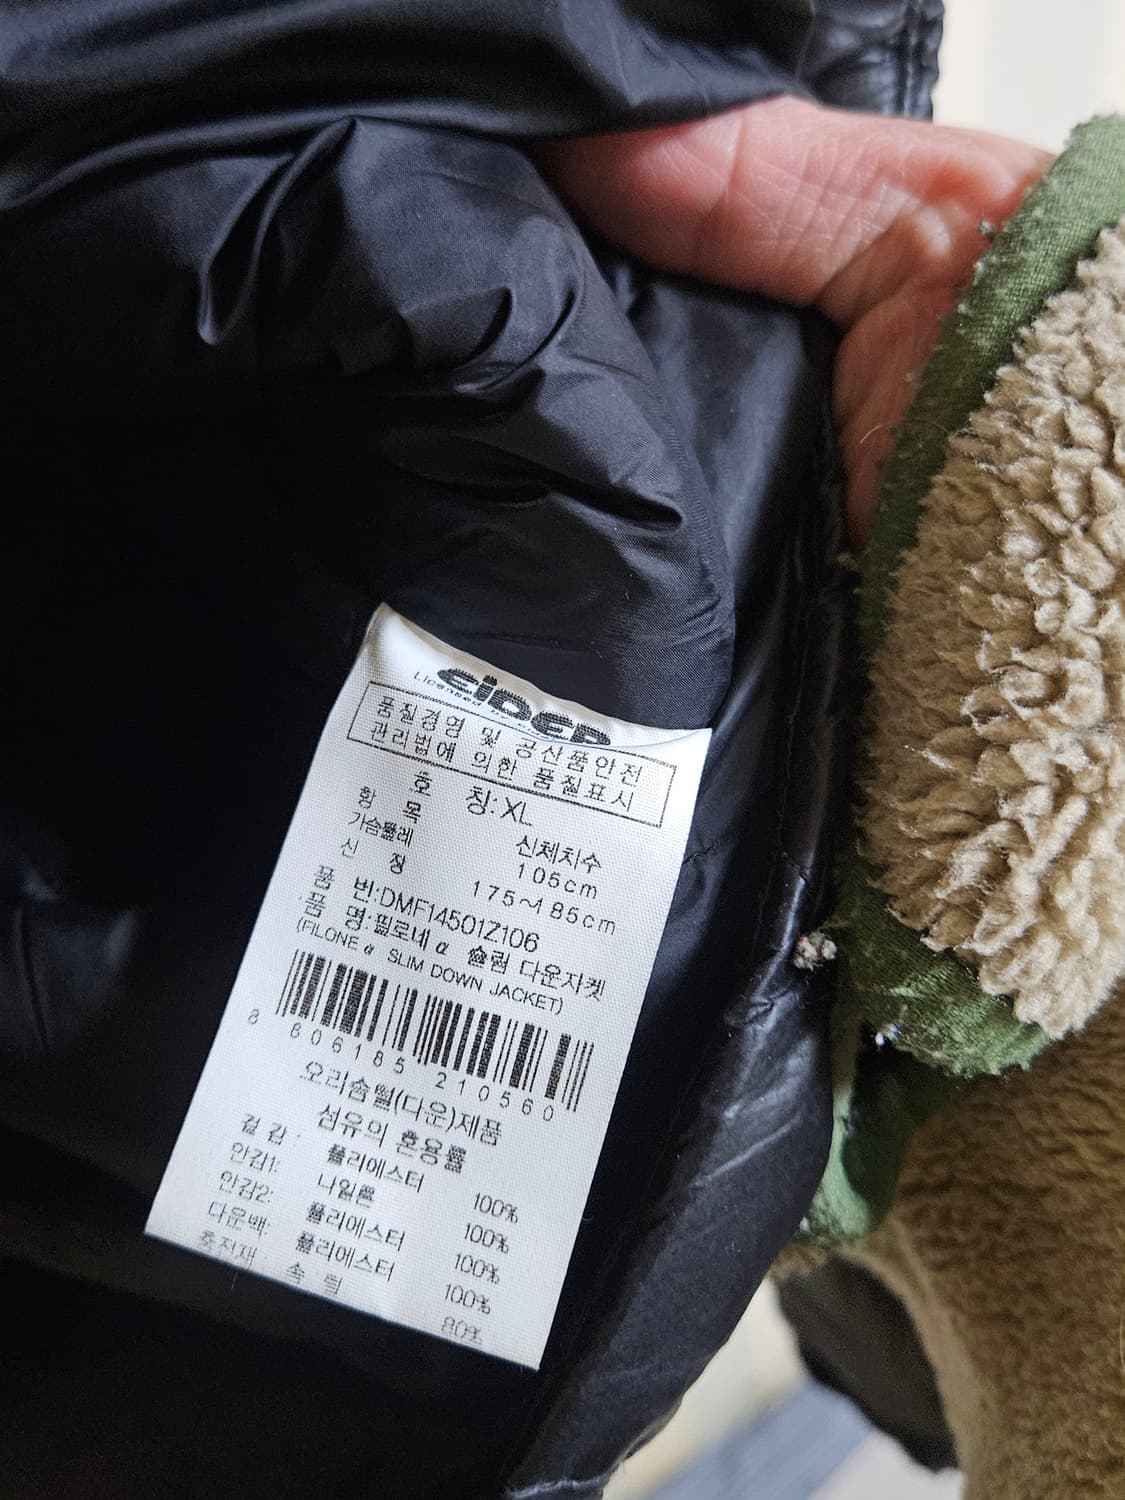 EiDER
Licensed by
품질경영 및 공산품안전
관리법에 의한 품질표시
호 칭: XL
항 목 신체치수
가슴둘레 105cm
신 장 175~185cm
품 번:DMF14501Z106
품 명:필로네 α 슬림 다운자켓
(FILONE α SLIM DOWN JACKET)
8 806185 210560
오리솜털(다운)제품
섬유의 혼용률
겉감: 폴리에스터 100%
안감1: 나일론 100%
안감2: 폴리에스터 100%
다운백: 폴리에스터 100%
충전재 솜 털 80%